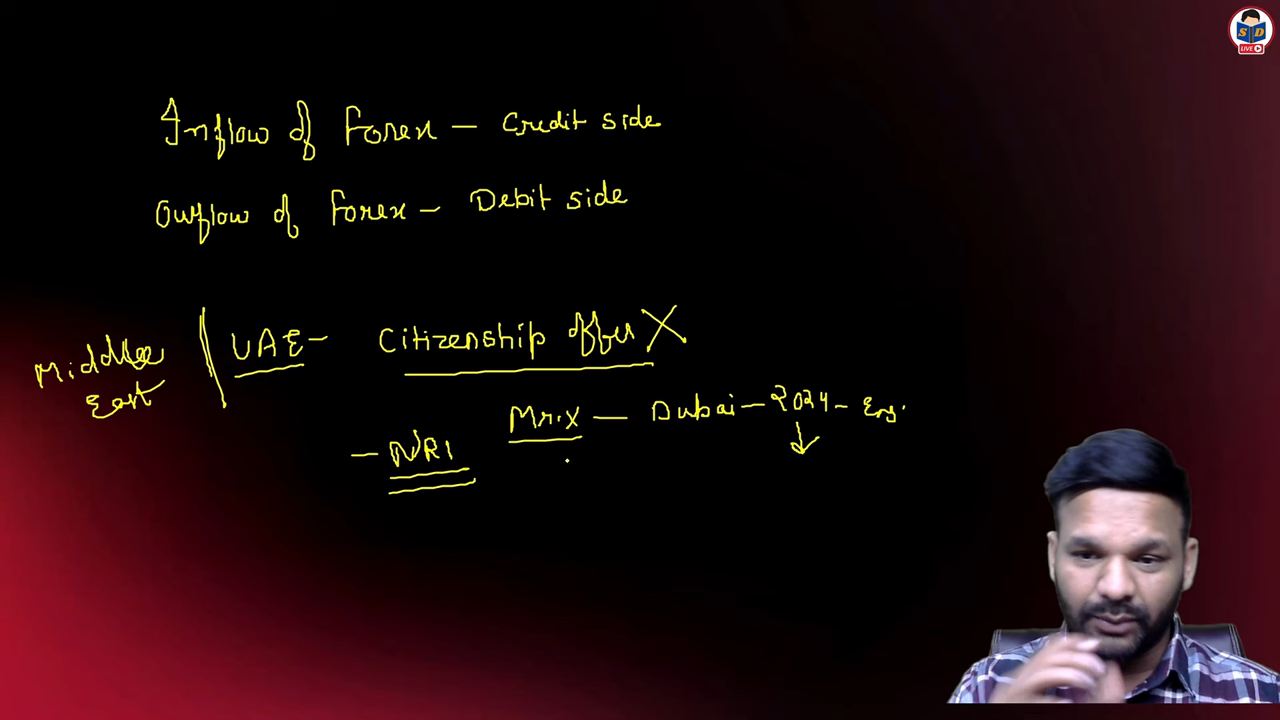 Inflow of Forex - Credit side
Outflow of Forex - Debit side
Middle East
UAE - Citizenship offer X
Mr. X - Dubai - 2024 - Eng.
- NRI
S D
LIVE